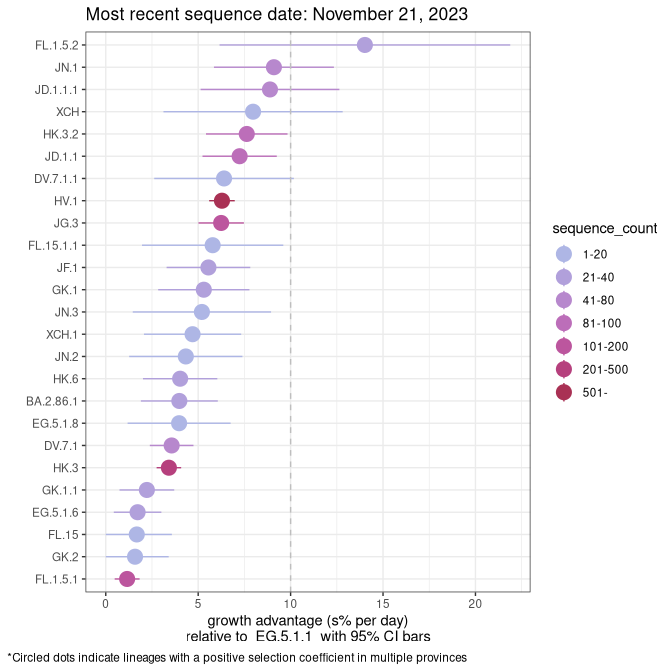 Most recent sequence date: November 21, 2023
FL.1.5.2
JN.1
JD.1.1.1
XCH
HK.3.2
JD.1.1
DV.7.1.1
HV.1
JG.3
FL.15.1.1
JF.1
GK.1
JN.3
XCH.1
JN.2
HK.6
BA.2.86.1
EG.5.1.8
DV.7.1
HK.3
GK.1.1
EG.5.1.6
FL.15
GK.2
FL.1.5.1
0 5 10 15 20
growth advantage (s% per day)
relative to EG.5.1.1 with 95% CI bars
sequence_count
1-20
21-40
41-80
81-100
101-200
201-500
501-
*Circled dots indicate lineages with a positive selection coefficient in multiple provinces